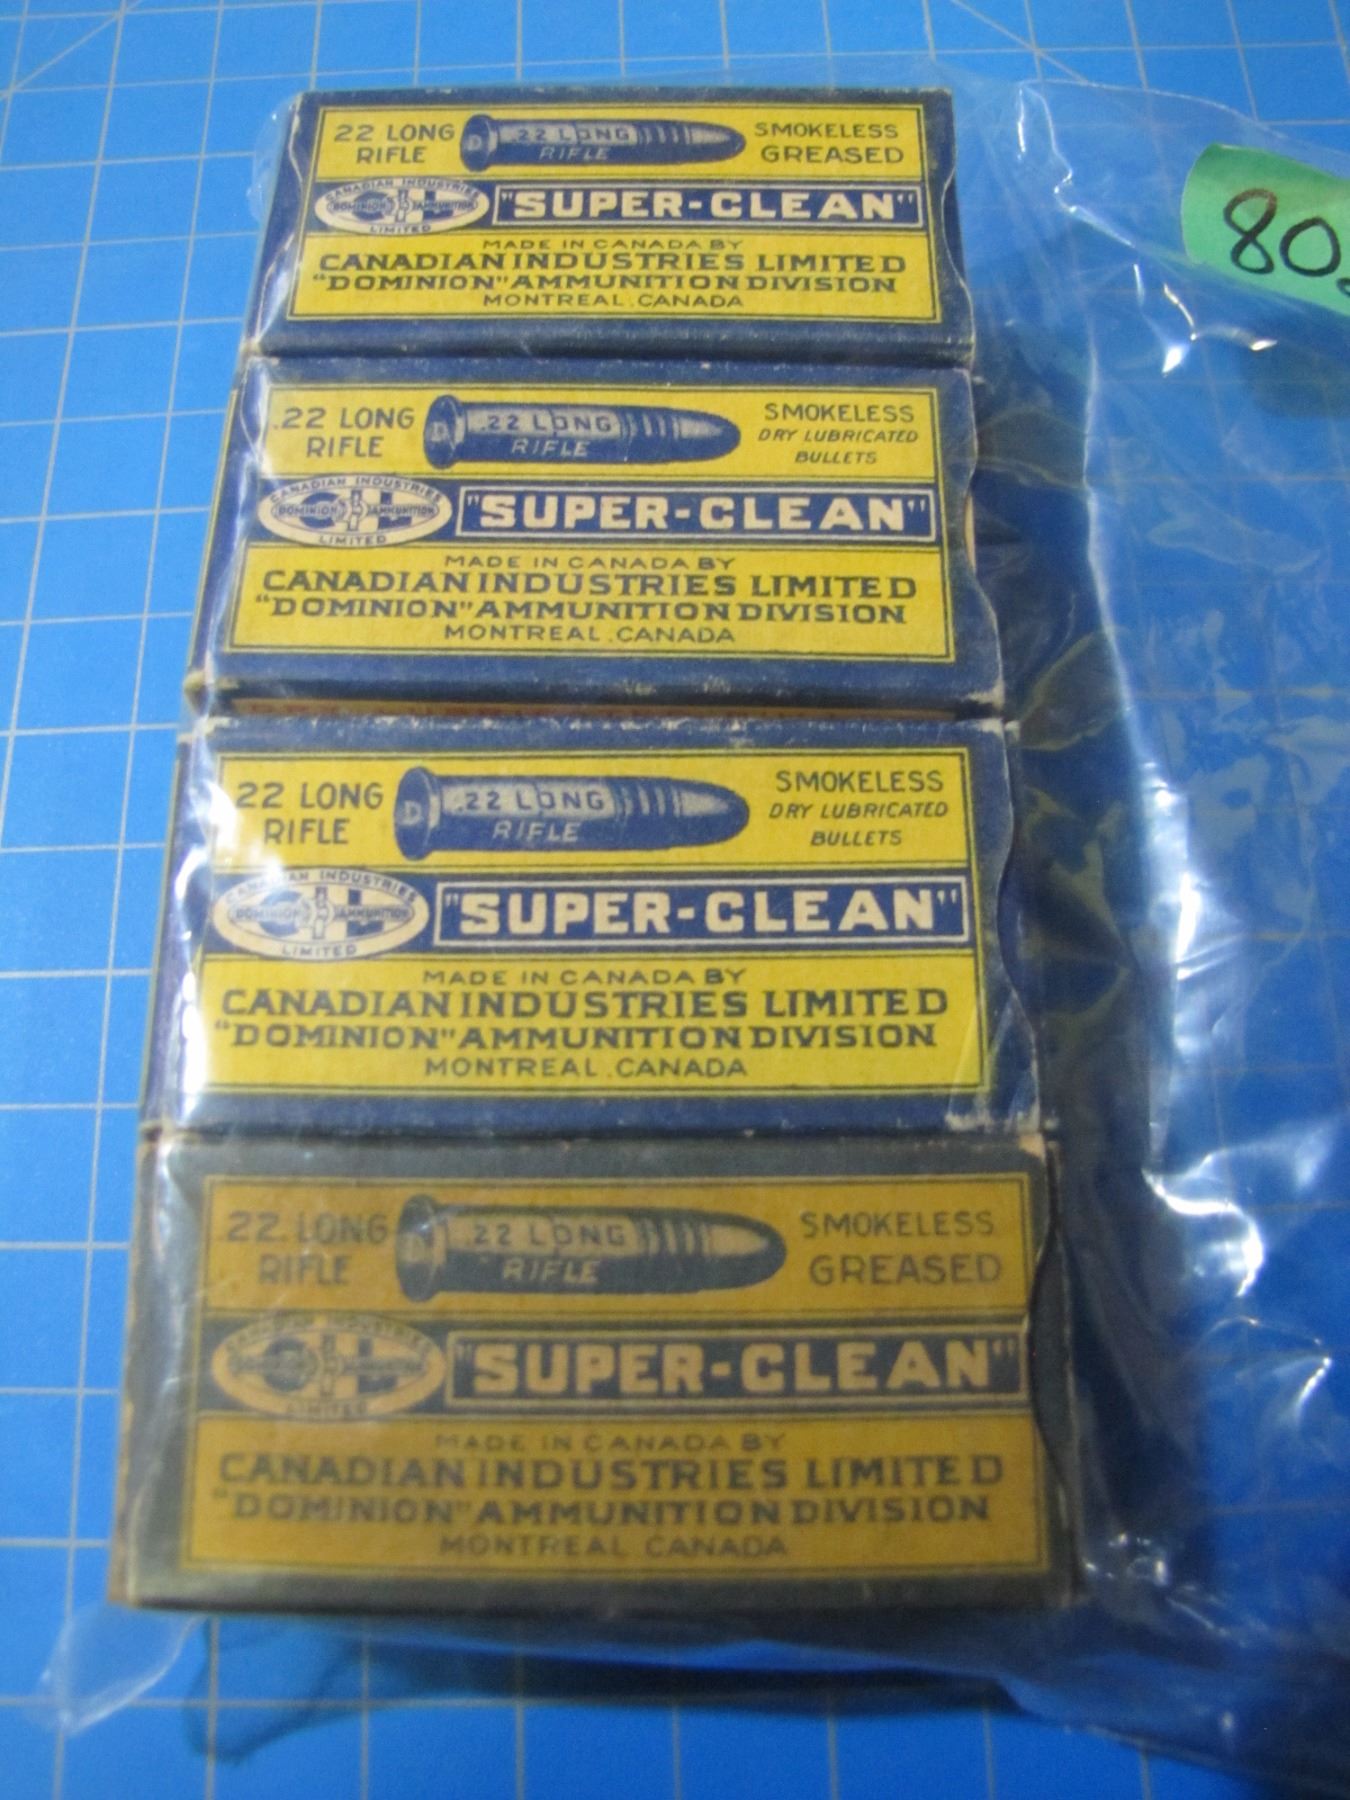 22 LONG
RIFLE
D .22 LONG
RIFLE
SMOKELESS
GREASED
CANADIAN INDUSTRIES
DOMINION AMMUNITION
LIMITED
"SUPER-CLEAN"
MADE IN CANADA BY
CANADIAN INDUSTRIES LIMITED
"DOMINION" AMMUNITION DIVISION
MONTREAL . CANADA
80
.22 LONG
RIFLE
D .22 LONG
RIFLE
SMOKELESS
DRY LUBRICATED
BULLETS
CANADIAN INDUSTRIES
DOMINION AMMUNITION
LIMITED
"SUPER-CLEAN"
MADE IN CANADA BY
CANADIAN INDUSTRIES LIMITED
"DOMINION" AMMUNITION DIVISION
MONTREAL . CANADA
22 LONG
RIFLE
D .22 LONG
RIFLE
SMOKELESS
DRY LUBRICATED
BULLETS
CANADIAN INDUSTRIES
DOMINION AMMUNITION
LIMITED
"SUPER-CLEAN"
MADE IN CANADA BY
CANADIAN INDUSTRIES LIMITED
"DOMINION" AMMUNITION DIVISION
MONTREAL . CANADA
22 LONG
RIFLE
D .22 LONG
RIFLE
SMOKELESS
GREASED
CANADIAN INDUSTRIES
DOMINION AMMUNITION
LIMITED
"SUPER-CLEAN"
MADE IN CANADA BY
CANADIAN INDUSTRIES LIMITED
"DOMINION" AMMUNITION DIVISION
MONTREAL CANADA